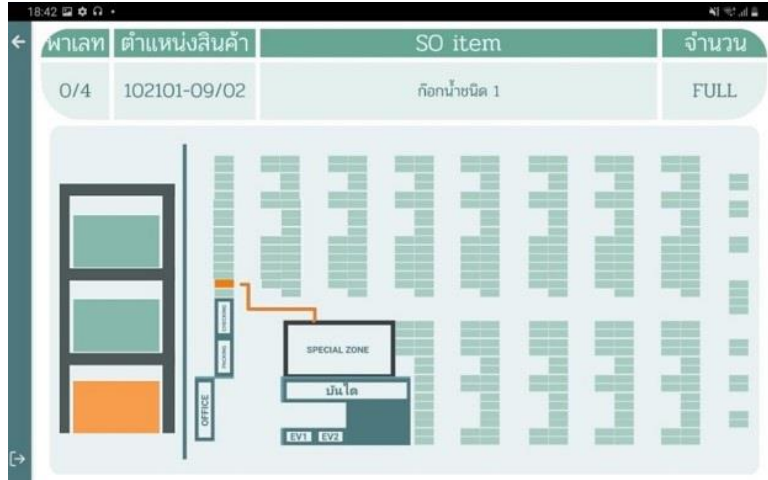 18:42
พาเลท ตำแหน่งสินค้า SO item จำนวน
0/4 102101-09/02 ก๊อกน้ำชนิด 1 FULL
CHECKING
PACKING
SPECIAL ZONE
บันได
OFFICE
EV1 EV2